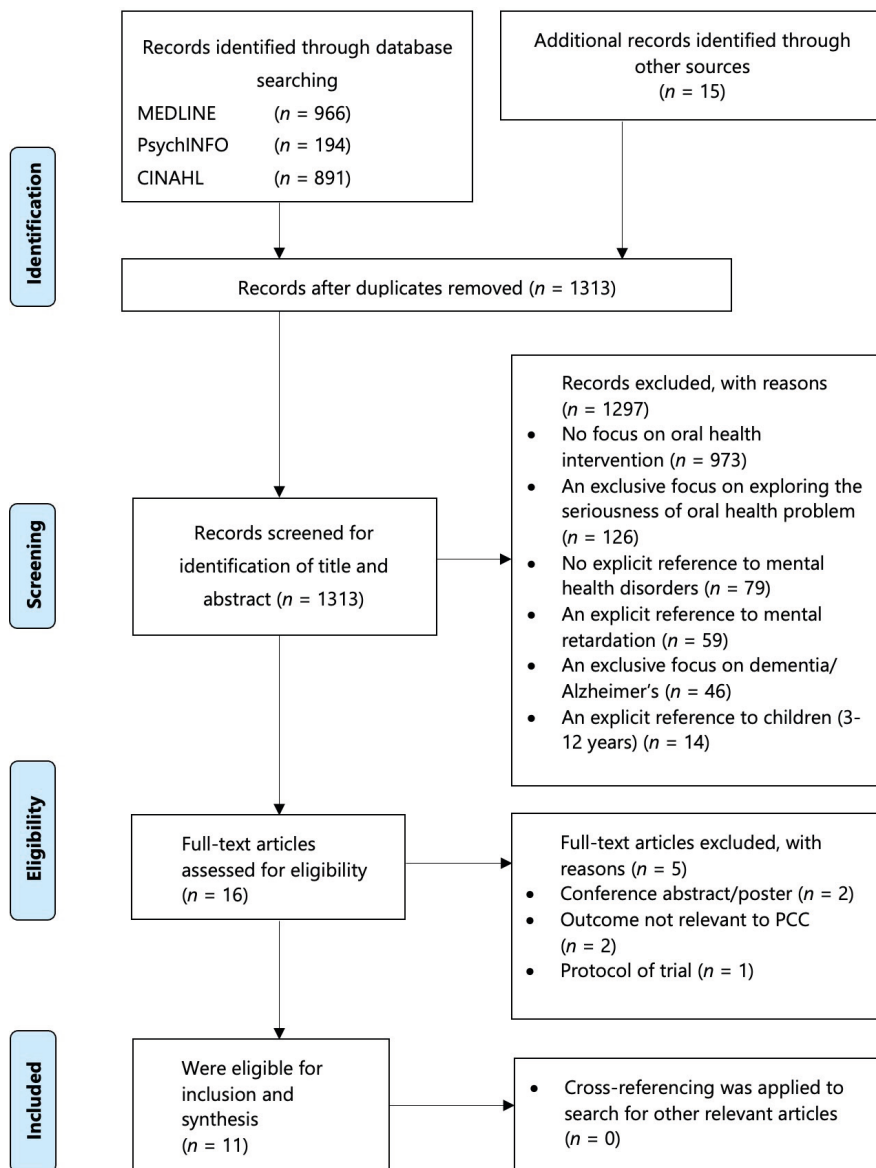 Records identified through database
searching
MEDLINE (n = 966)
PsychINFO (n = 194)
CINAHL (n = 891)
Additional records identified through
other sources
(n = 15)
Identification
Records after duplicates removed (n = 1313)
Screening
Records screened for
identification of title and
abstract (n = 1313)
Records excluded, with reasons
(n = 1297)
• No focus on oral health
intervention (n = 973)
• An exclusive focus on exploring the
seriousness of oral health problem
(n = 126)
• No explicit reference to mental
health disorders (n = 79)
• An explicit reference to mental
retardation (n = 59)
• An exclusive focus on dementia/
Alzheimer's (n = 46)
• An explicit reference to children (3-
12 years) (n = 14)
Eligibility
Full-text articles
assessed for eligibility
(n = 16)
Full-text articles excluded, with
reasons (n = 5)
• Conference abstract/poster (n = 2)
• Outcome not relevant to PCC
(n = 2)
• Protocol of trial (n = 1)
Included
Were eligible for
inclusion and
synthesis
(n = 11)
• Cross-referencing was applied to
search for other relevant articles
(n = 0)